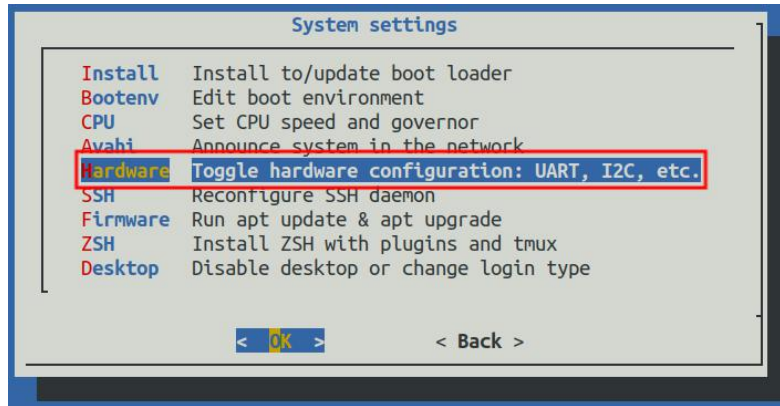 System settings
Install Install to/update boot loader
Bootenv Edit boot environment
CPU Set CPU speed and governor
Avahi Announce system in the network
Hardware Toggle hardware configuration: UART, I2C, etc.
SSH Reconfigure SSH daemon
Firmware Run apt update & apt upgrade
ZSH Install ZSH with plugins and tmux
Desktop Disable desktop or change login type
< OK > < Back >